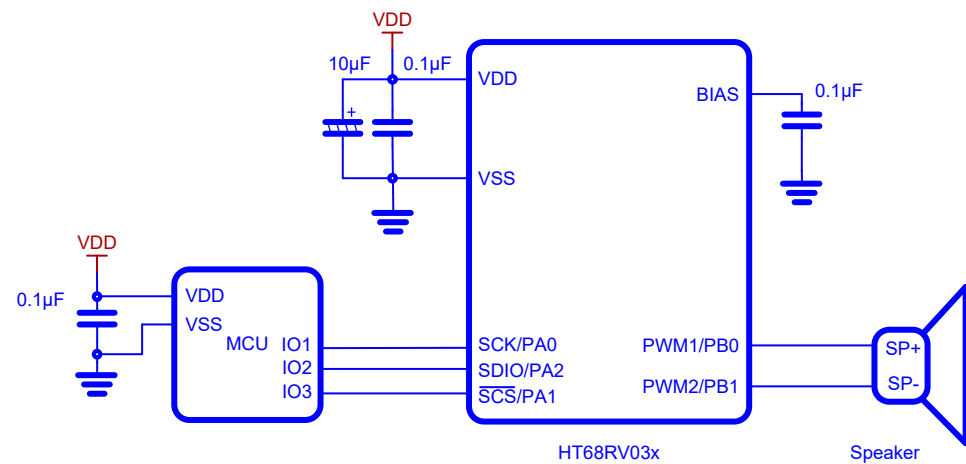 VDD
10μF
0.1μF
VDD
BIAS
0.1μF
VSS
VDD
0.1μF
VDD
VSS
MCU
IO1
IO2
IO3
SCK/PA0
SDIO/PA2
SCS/PA1
PWM1/PB0
PWM2/PB1
SP+
SP-
+
HT68RV03x
Speaker